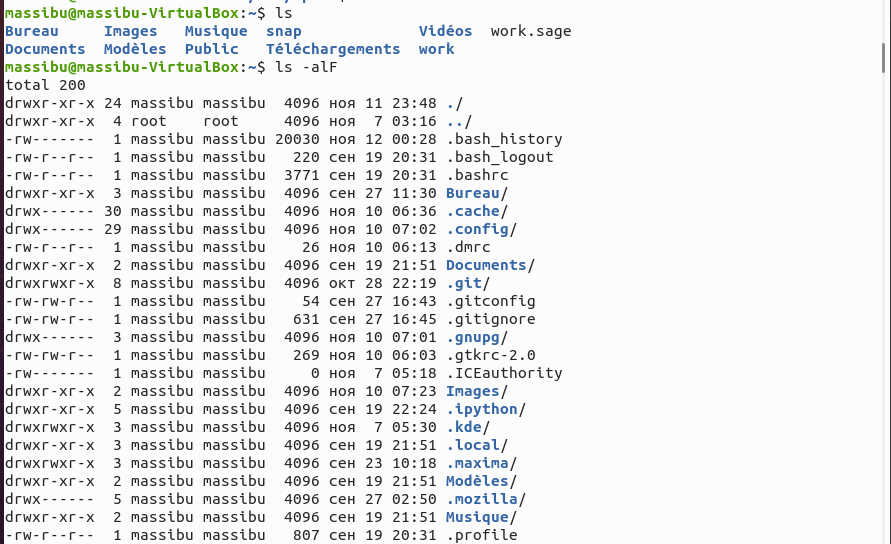 massibu@massibu-VirtualBox:~$ ls
Bureau     Images   Musique  snap             Vidéos  work.sage
Documents  Modèles  Public   Téléchargements  work
massibu@massibu-VirtualBox:~$ ls -alF
total 200
drwxr-xr-x 24 massibu massibu  4096 ноя 11 23:48 ./
drwxr-xr-x  4 root    root     4096 ноя  7 03:16 ../
-rw-------  1 massibu massibu 20030 ноя 12 00:28 .bash_history
-rw-r--r--  1 massibu massibu   220 сен 19 20:31 .bash_logout
-rw-r--r--  1 massibu massibu  3771 сен 19 20:31 .bashrc
drwxr-xr-x  3 massibu massibu  4096 сен 27 11:30 Bureau/
drwx------ 30 massibu massibu  4096 ноя 10 06:36 .cache/
drwx------ 29 massibu massibu  4096 ноя 10 07:02 .config/
-rw-r--r--  1 massibu massibu    26 ноя 10 06:13 .dmrc
drwxr-xr-x  2 massibu massibu  4096 сен 19 21:51 Documents/
drwxrwxr-x  8 massibu massibu  4096 окт 28 22:19 .git/
-rw-rw-r--  1 massibu massibu    54 сен 27 16:43 .gitconfig
-rw-rw-r--  1 massibu massibu   631 сен 27 16:45 .gitignore
drwx------  3 massibu massibu  4096 ноя 10 07:01 .gnupg/
-rw-rw-r--  1 massibu massibu   269 ноя 10 06:03 .gtkrc-2.0
-rw-------  1 massibu massibu     0 ноя  7 05:18 .ICEauthority
drwxr-xr-x  2 massibu massibu  4096 ноя 10 07:23 Images/
drwxr-xr-x  5 massibu massibu  4096 сен 19 22:24 .ipython/
drwxrwxr-x  3 massibu massibu  4096 ноя  7 05:30 .kde/
drwxr-xr-x  3 massibu massibu  4096 сен 19 21:51 .local/
drwxrwxr-x  3 massibu massibu  4096 сен 23 10:18 .maxima/
drwxr-xr-x  2 massibu massibu  4096 сен 19 21:51 Modèles/
drwx------  5 massibu massibu  4096 сен 27 02:50 .mozilla/
drwxr-xr-x  2 massibu massibu  4096 сен 19 21:51 Musique/
-rw-r--r--  1 massibu massibu   807 сен 19 20:31 .profile